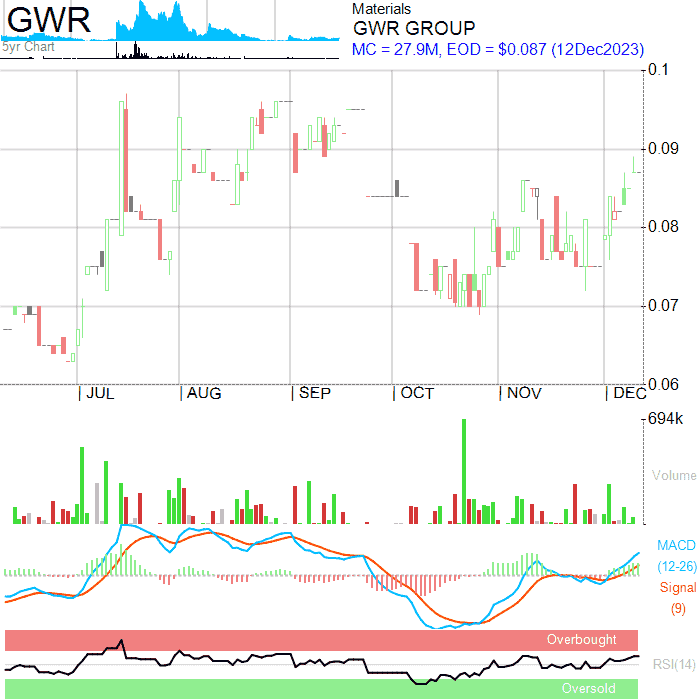 GWR
5yr Chart
Materials
GWR GROUP
MC = 27.9M, EOD = $0.087 (12Dec2023)
0.1
0.09
0.08
0.07
0.06
JUL AUG SEP OCT NOV DEC
694k
Volume
MACD
(12-26)
Signal
(9)
Overbought
RSI(14)
Oversold